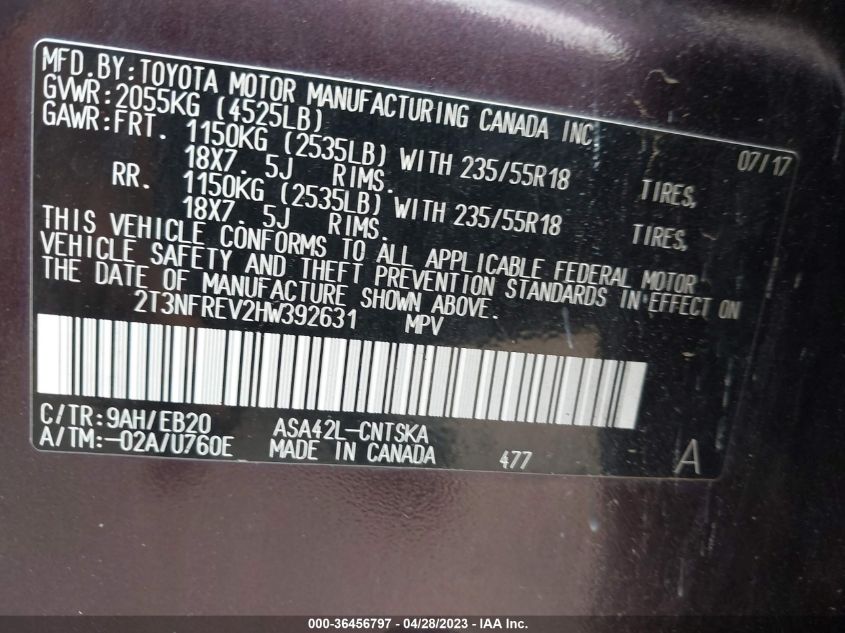 MFD. BY: TOYOTA MOTOR MANUFACTURING CANADA INC 07/17
GVWR: 2055KG (4525LB)
GAWR: FRT. 1150KG (2535LB) WITH 235/55R18 TIRES,
18X7. 5J RIMS.
RR. 1150KG (2535LB) WITH 235/55R18 TIRES,
18X7. 5J RIMS.
THIS VEHICLE CONFORMS TO ALL APPLICABLE FEDERAL MOTOR
VEHICLE SAFETY AND THEFT PREVENTION STANDARDS IN EFFECT ON
THE DATE OF MANUFACTURE SHOWN ABOVE.
2T3NFREV2HW392631 MPV
C/TR: 9AH/EB20 ASA42L-CNTSKA
A/TM: -02A/U760E MADE IN CANADA 477 A
000-36456797 - 04/28/2023 - IAAI.com.